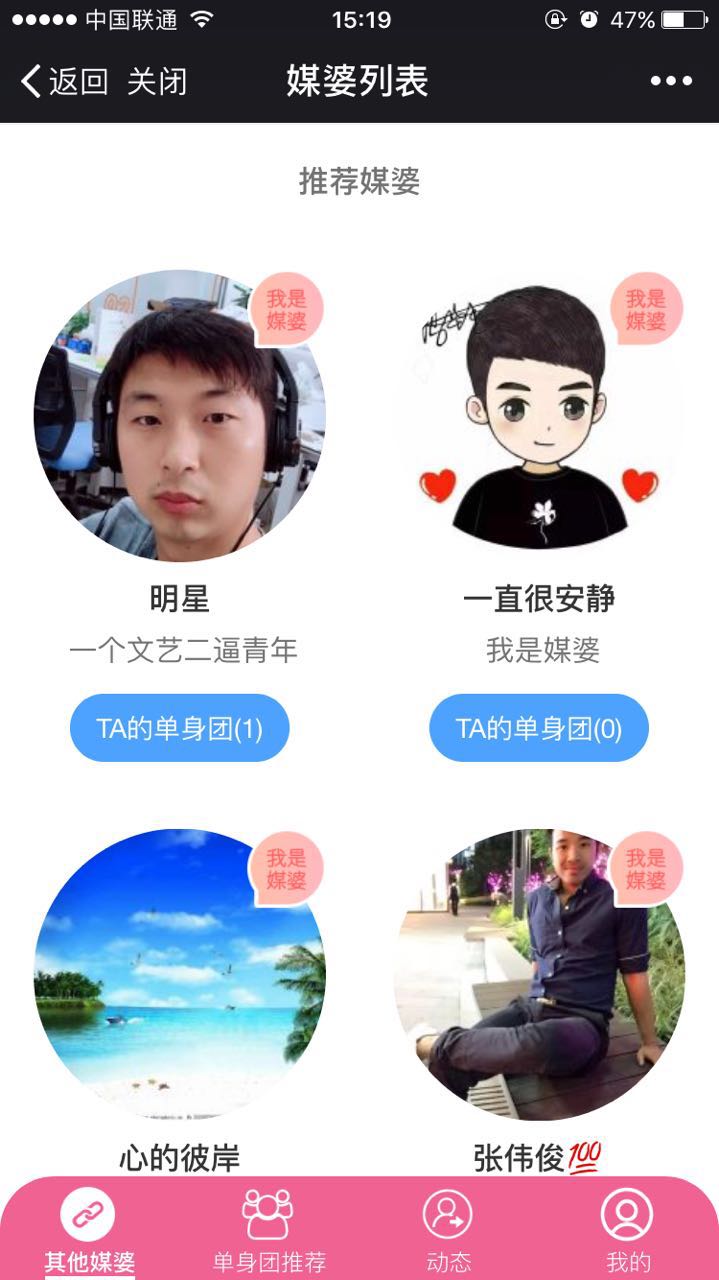 中国联通 15:19 47%
返回 关闭 媒婆列表
推荐媒婆
我是
媒婆
我是
媒婆
明星
一直很安静
一个文艺二逼青年
我是媒婆
TA的单身团(1)
TA的单身团(0)
我是
媒婆
我是
媒婆
心的彼岸
张伟俊💯
其他媒婆
单身团推荐
动态
我的